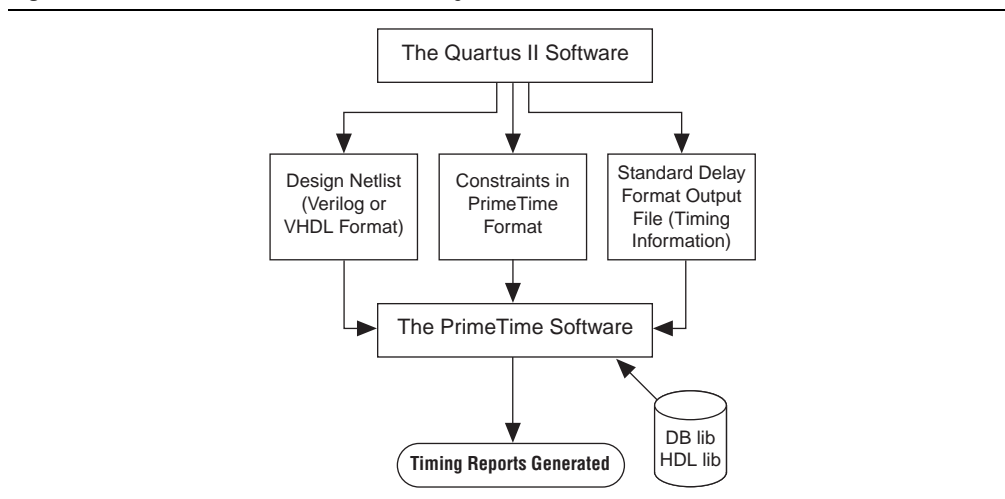 The Quartus II Software
Design Netlist
(Verilog or
VHDL Format)
Constraints in
PrimeTime
Format
Standard Delay
Format Output
File (Timing
Information)
The PrimeTime Software
DB lib
HDL lib
Timing Reports Generated